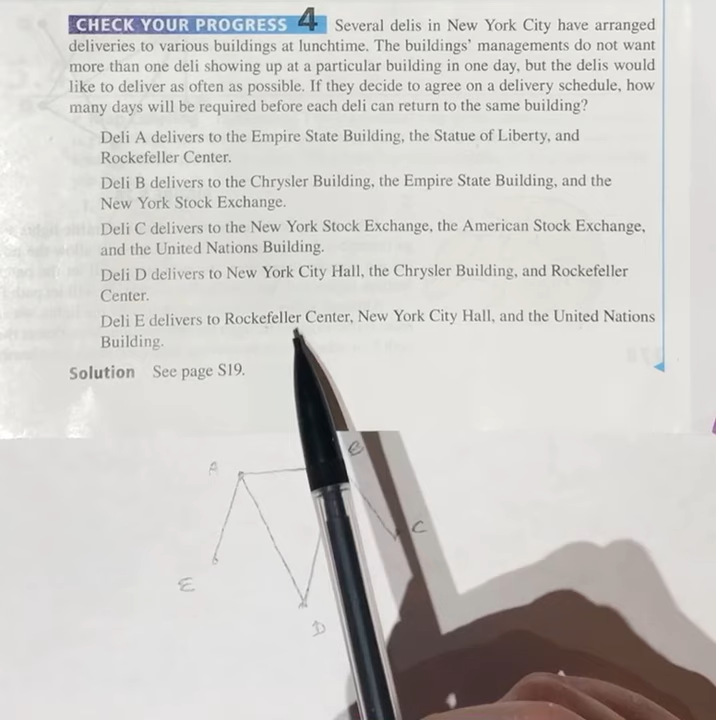 CHECK YOUR PROGRESS 4 Several delis in New York City have arranged
deliveries to various buildings at lunchtime. The buildings' managements do not want
more than one deli showing up at a particular building in one day, but the delis would
like to deliver as often as possible. If they decide to agree on a delivery schedule, how
many days will be required before each deli can return to the same building?
Deli A delivers to the Empire State Building, the Statue of Liberty, and
Rockefeller Center.
Deli B delivers to the Chrysler Building, the Empire State Building, and the
New York Stock Exchange.
Deli C delivers to the New York Stock Exchange, the American Stock Exchange,
and the United Nations Building.
Deli D delivers to New York City Hall, the Chrysler Building, and Rockefeller
Center.
Deli E delivers to Rockefeller Center, New York City Hall, and the United Nations
Building.
Solution See page S19.
A
B
C
E
D